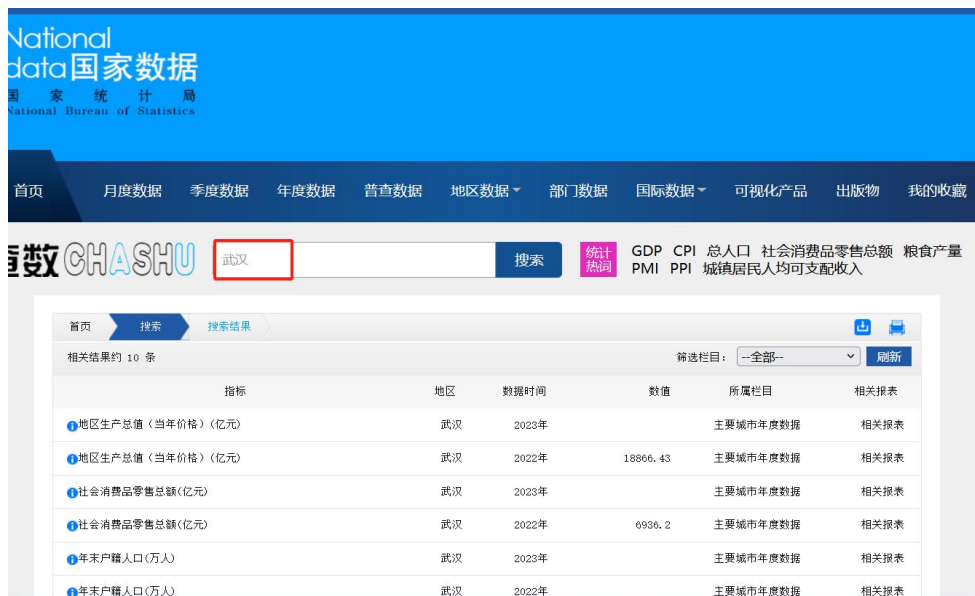 National
data国家数据
国 家 统 计 局
National Bureau of Statistics
首页 月度数据 季度数据 年度数据 普查数据 地区数据 部门数据 国际数据 可视化产品 出版物 我的收藏
查数 CHASHU 武汉 搜索 统计热词 GDP CPI 总人口 社会消费品零售总额 粮食产量
PMI PPI 城镇居民人均可支配收入
首页 搜索 搜索结果
相关结果约 10 条 筛选栏目: --全部-- 刷新
指标 地区 数据时间 数值 所属栏目 相关报表
地区生产总值(当年价格)(亿元) 武汉 2023年 主要城市年度数据 相关报表
地区生产总值(当年价格)(亿元) 武汉 2022年 18866.43 主要城市年度数据 相关报表
社会消费品零售总额(亿元) 武汉 2023年 主要城市年度数据 相关报表
社会消费品零售总额(亿元) 武汉 2022年 6936.2 主要城市年度数据 相关报表
年末户籍人口(万人) 武汉 2023年 主要城市年度数据 相关报表
年末户籍人口(万人) 武汉 2022年 主要城市年度数据 相关报表